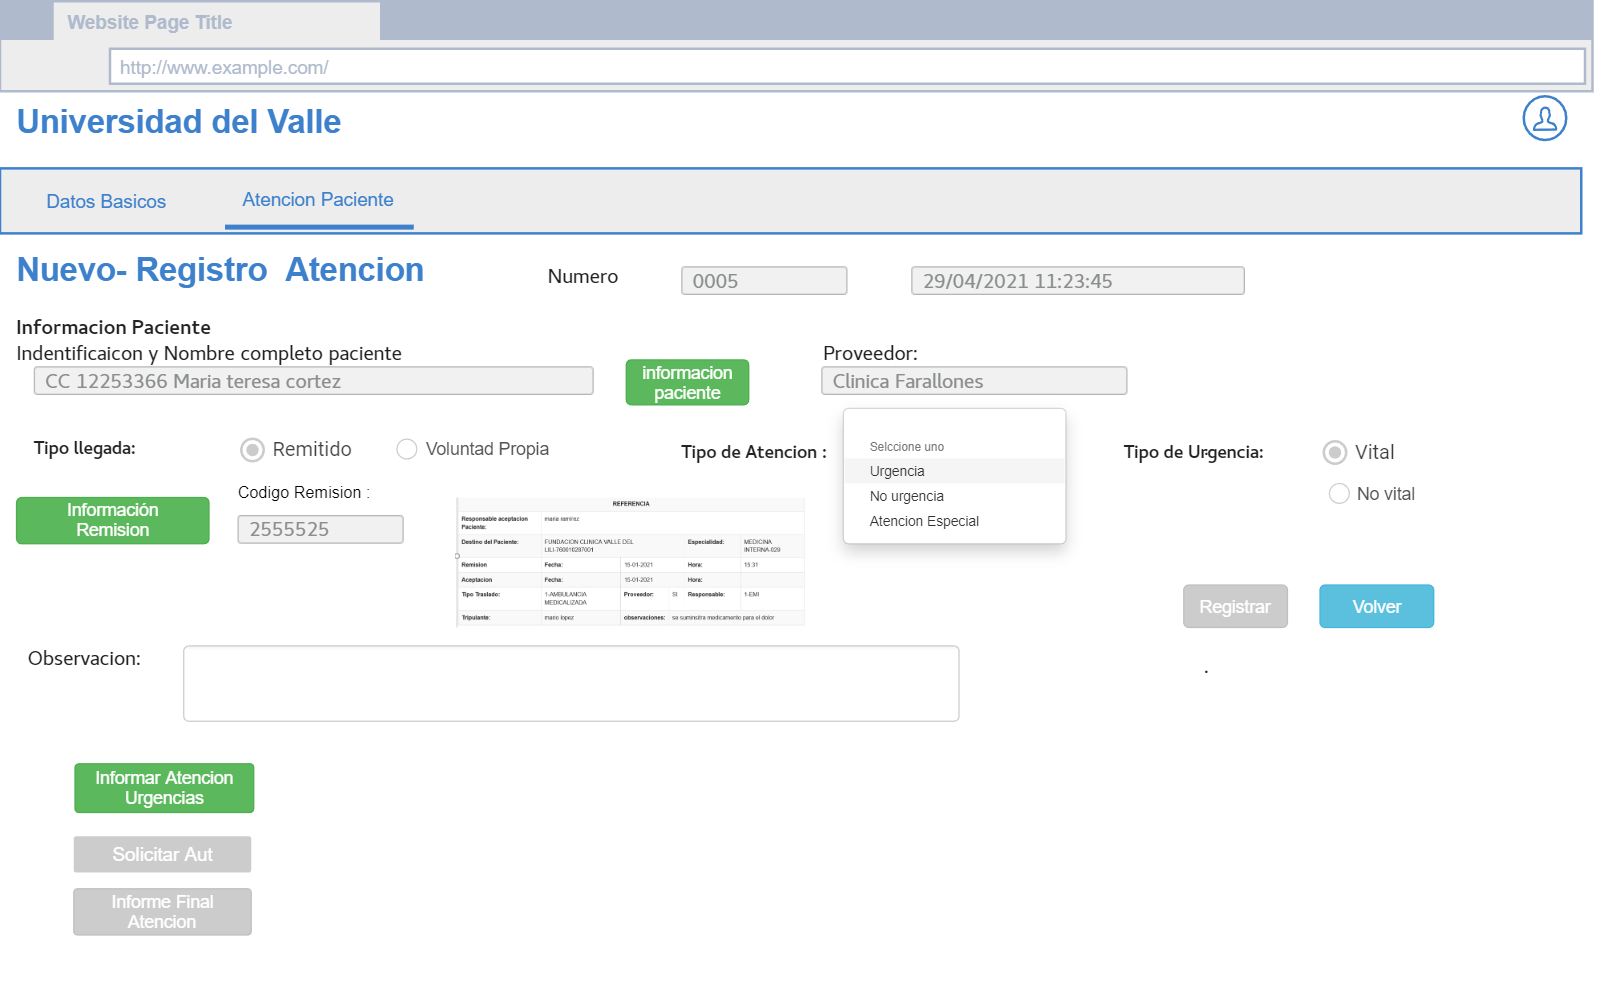 Website Page Title
http://www.example.com/
Universidad del Valle
Datos Basicos
Atencion Paciente
Nuevo- Registro Atencion
Numero
0005
29/04/2021 11:23:45
Informacion Paciente
Indentificaicon y Nombre completo paciente
CC 12253366 Maria teresa cortez
informacion
paciente
Proveedor:
Clinica Farallones
Tipo llegada:
Remitido
Voluntad Propia
Tipo de Atencion :
Selccione uno
Urgencia
No urgencia
Atencion Especial
Tipo de Urgencia:
Vital
No vital
Información
Remision
Codigo Remision :
2555525
REFERENCIA
Responsable aceptacion
Paciente:
maria ramirez
Destino del Paciente:
FUNDACION CLINICA VALLE DEL
LILI-760010287001
Especialidad:
MEDICINA
INTERNA-029
Remision
Fecha:
15-01-2021
Hora:
15:31
Aceptacion
Fecha:
15-01-2021
Hora:
Tipo Traslado:
1-AMBULANCIA
MEDICALIZADA
Proveedor:
SI
Responsable:
1-EMI
Tripulante:
mario lopez
observaciones:
se suminsitra medicamento para el dolor
Registrar
Volver
Observacion:
.
Informar Atencion
Urgencias
Solicitar Aut
Informe Final
Atencion